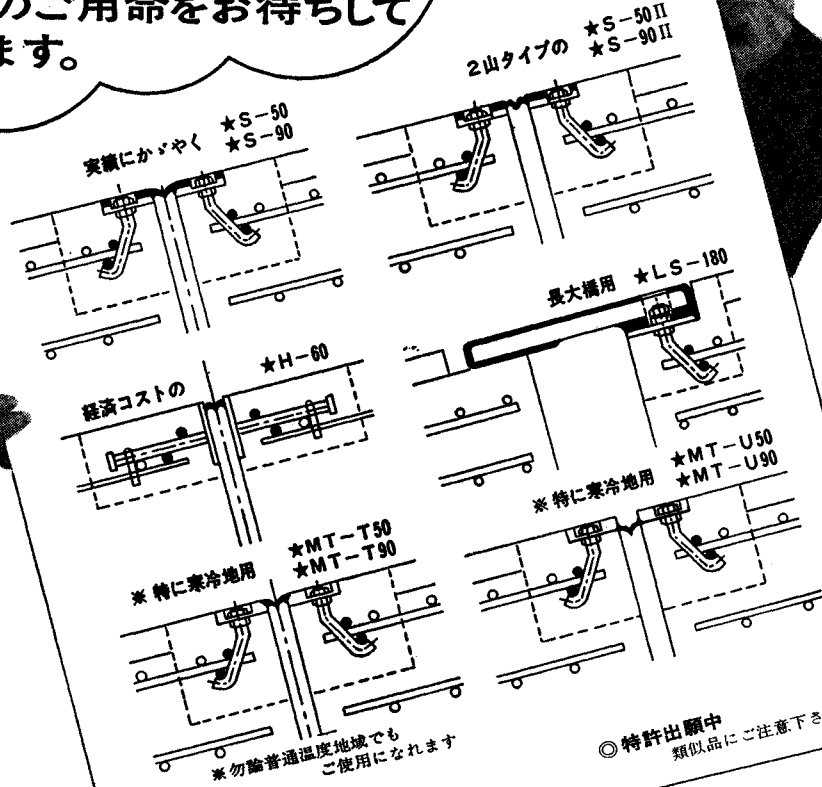 のご用命をお待ちして
ます。
実績にかゞやく ★S-50
★S-90
2山タイプの ★S-50Ⅱ
★S-90Ⅱ
経済コストの ★H-60
長大橋用 ★LS-180
※特に寒冷地用 ★MT-T50
★MT-T90
※特に寒冷地用 ★MT-U50
★MT-U90
※勿論普通温度地域でも
ご使用になれます
◎特許出願中
類似品にご注意下さ